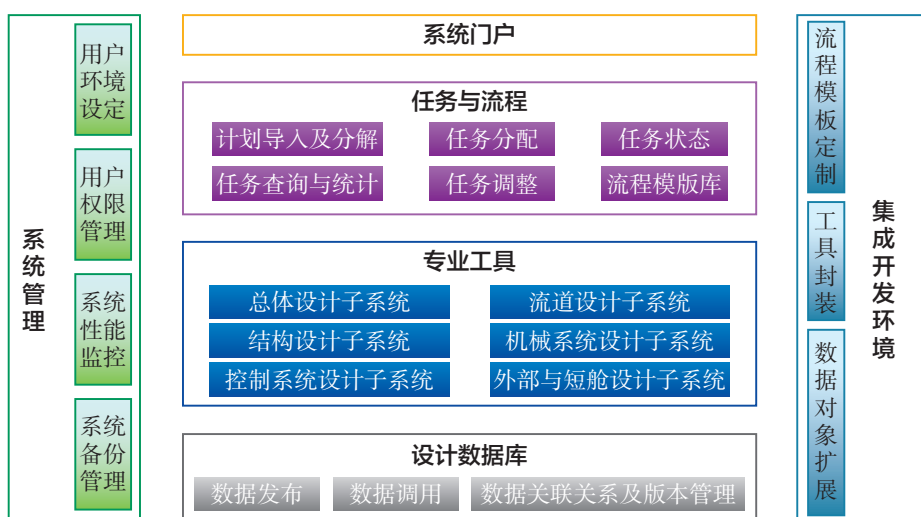 系统管理
用户
环境
设定
用户
权限
管理
系统
性能
监控
系统
备份
管理
系统门户
任务与流程
计划导入及分解
任务分配
任务状态
任务查询与统计
任务调整
流程模版库
专业工具
总体设计子系统
流道设计子系统
结构设计子系统
机械系统设计子系统
控制系统设计子系统
外部与短舱设计子系统
设计数据库
数据发布
数据调用
数据关联关系及版本管理
流程模板定制
工具封装
数据对象扩展
集成开发环境